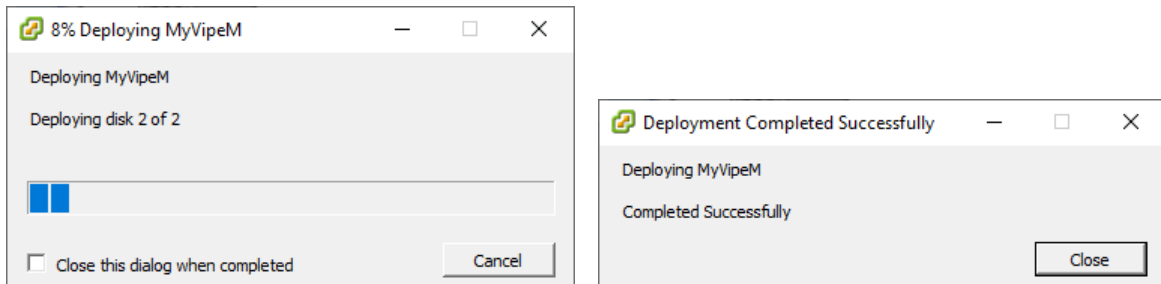 8% Deploying MyVipeM
Deploying MyVipeM
Deploying disk 2 of 2
Close this dialog when completed
Cancel
Deployment Completed Successfully
Deploying MyVipeM
Completed Successfully
Close